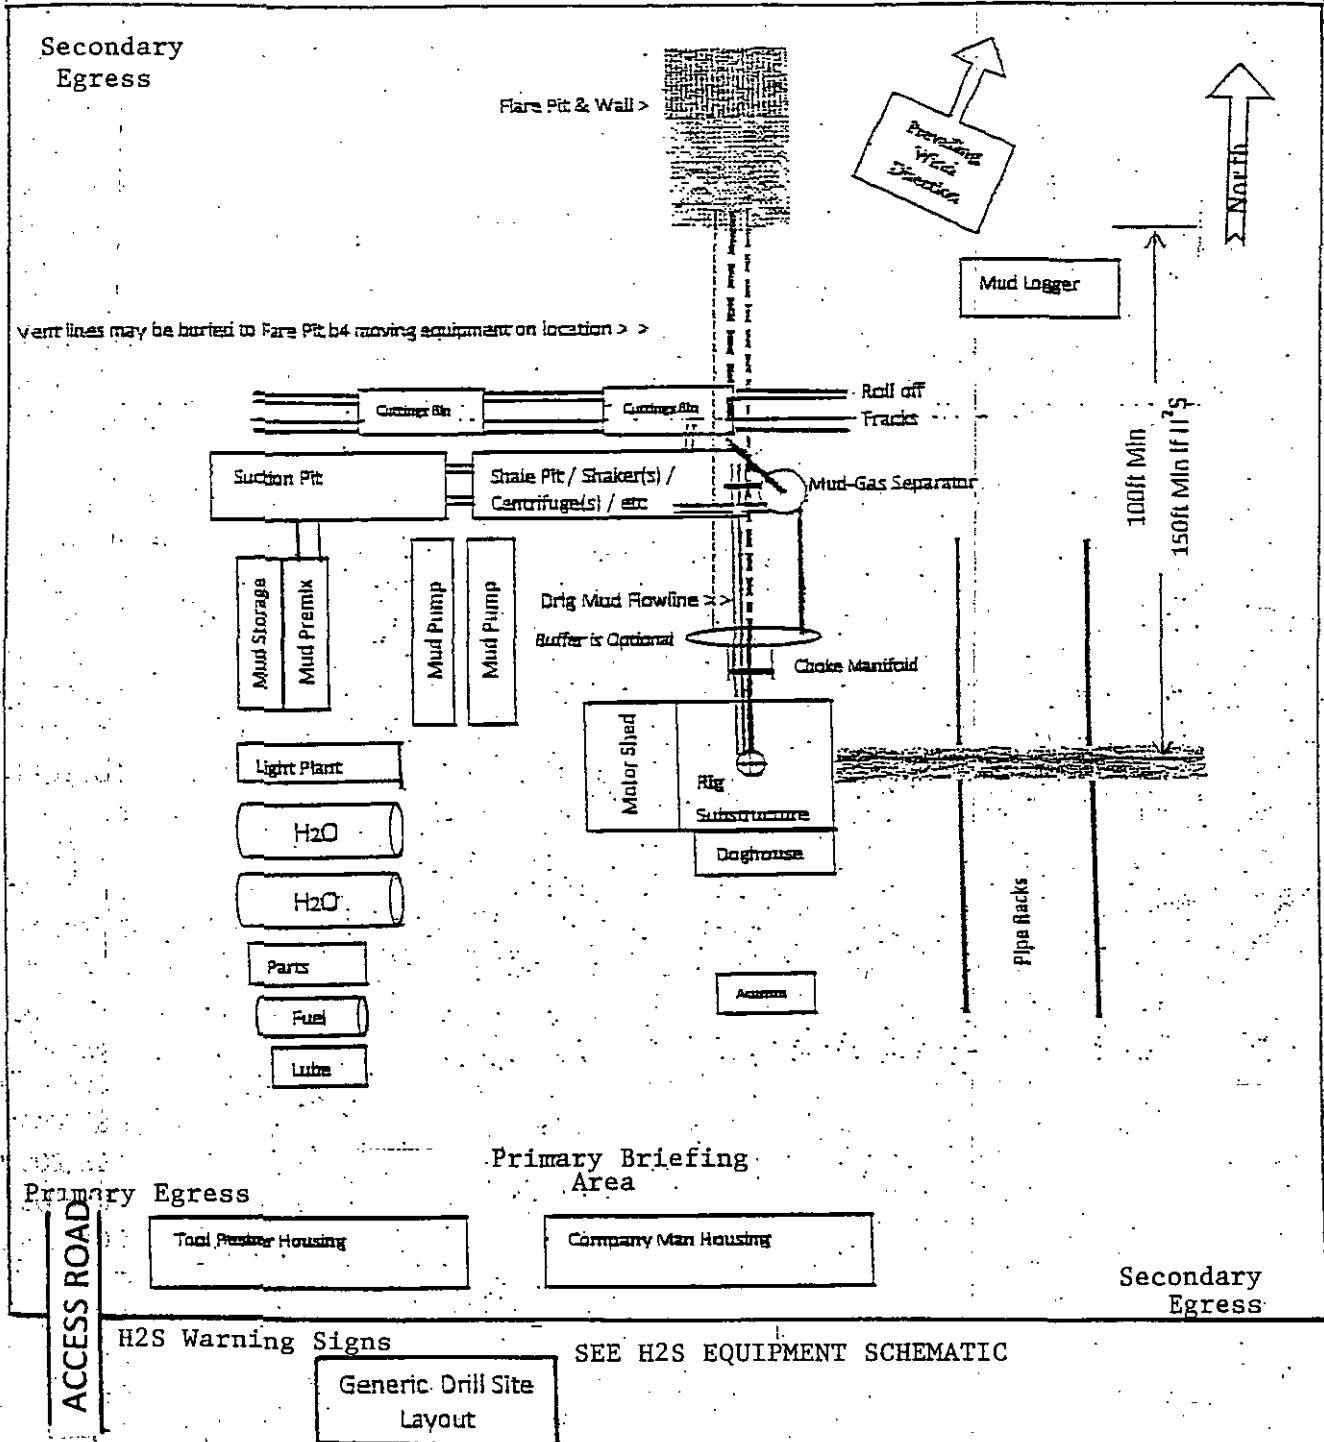 Secondary
Egress
Flare Pit & Wall >
Prevailing
Wind
Direction
North
Mud Logger
Vent lines may be buried to Fare Pit b4 moving equipment on location > >
100ft Min
150ft Min If H₂S
Cuttings Bin
Cuttings Bin
Roll off
Tracks
Suction Pit
Shale Pit / Shaker(s) /
Centrifuge(s) / etc
Mud-Gas Separator
Mud Storage
Mud Premix
Mud Pump
Mud Pump
Drlg Mud Flowline > >
Buffer is Optional
Choke Manifold
Motor Shed
Rig
Substructure
Doghouse
Light Plant
H2O
H2O
Parts
Fuel
Lube
Pipe Racks
Primary Briefing
Area
Primary Egress
ACCESS ROAD
Tool Pusher Housing
Company Man Housing
Secondary
Egress
H2S Warning Signs
SEE H2S EQUIPMENT SCHEMATIC
Generic Drill Site
Layout